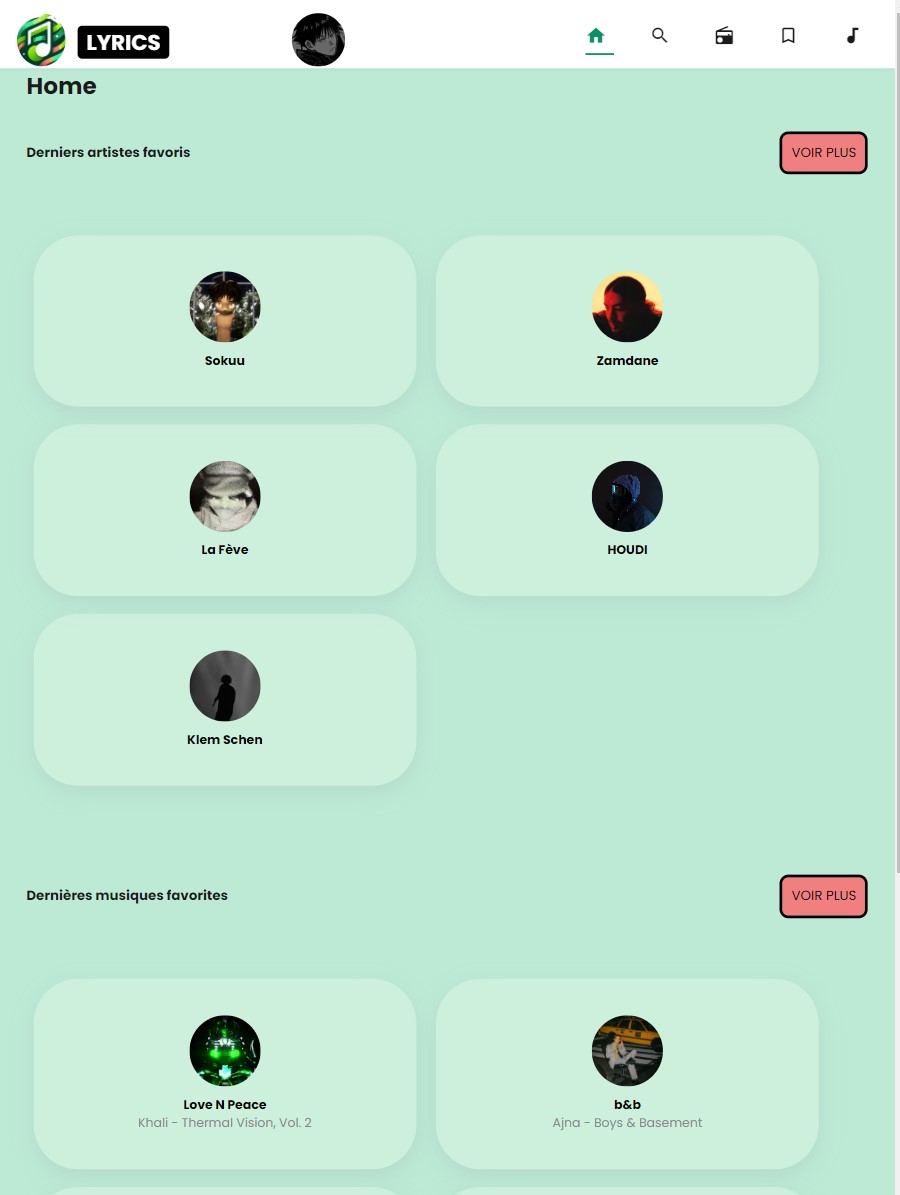 LYRICS
Home
Derniers artistes favoris
VOIR PLUS
Sokuu
Zamdane
La Fève
HOUDI
Klem Schen
Dernières musiques favorites
VOIR PLUS
Love N Peace
Khali - Thermal Vision, Vol. 2
b&b
Ajna - Boys & Basement